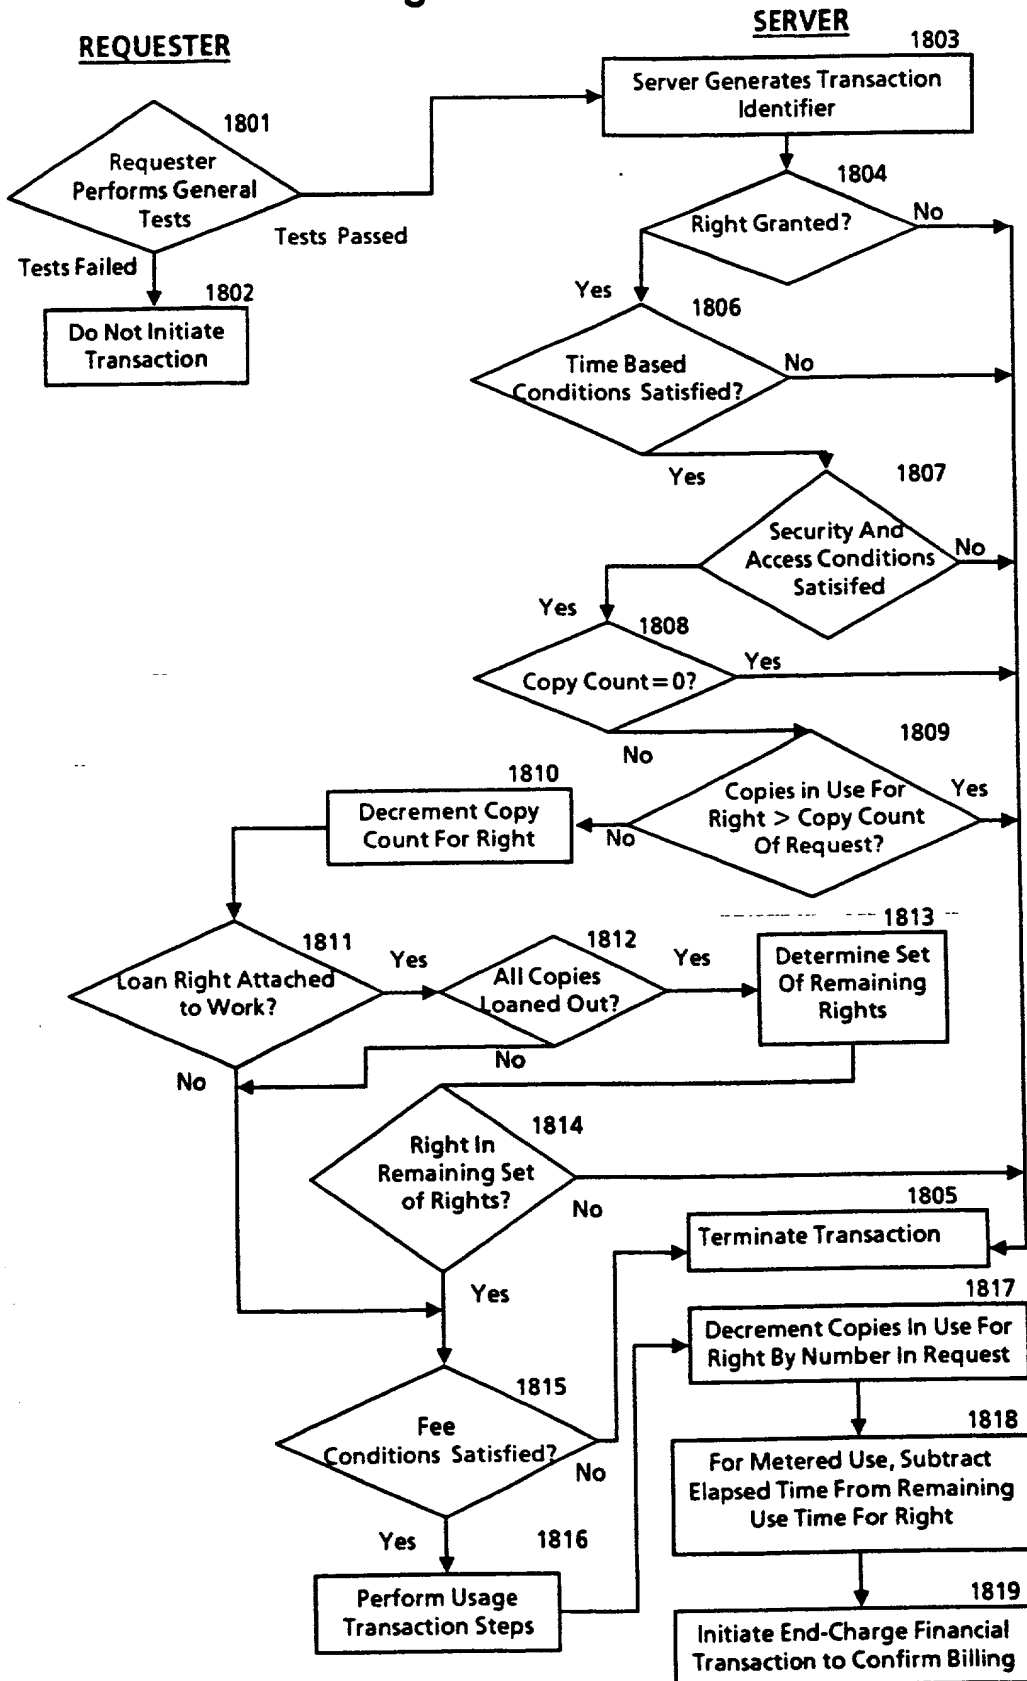 REQUESTER
SERVER
1803
Server Generates Transaction
Identifier
1801
Requester
Performs General
Tests
Tests Passed
Tests Failed
1802
Do Not Initiate
Transaction
1804
Right Granted?
No
Yes
1806
Time Based
Conditions Satisfied?
No
Yes
1807
Security And
Access Conditions
Satisifed
No
Yes
1808
Copy Count = 0?
Yes
No
1809
Copies in Use For
Right > Copy Count
Of Request?
Yes
No
1810
Decrement Copy
Count For Right
1811
Loan Right Attached
to Work?
Yes
No
1812
All Copies
Loaned Out?
Yes
No
1813
Determine Set
Of Remaining
Rights
1814
Right In
Remaining Set
of Rights?
No
Yes
1805
Terminate Transaction
1815
Fee
Conditions Satisfied?
No
Yes
1816
Perform Usage
Transaction Steps
1817
Decrement Copies In Use For
Right By Number In Request
1818
For Metered Use, Subtract
Elapsed Time From Remaining
Use Time For Right
1819
Initiate End-Charge Financial
Transaction to Confirm Billing